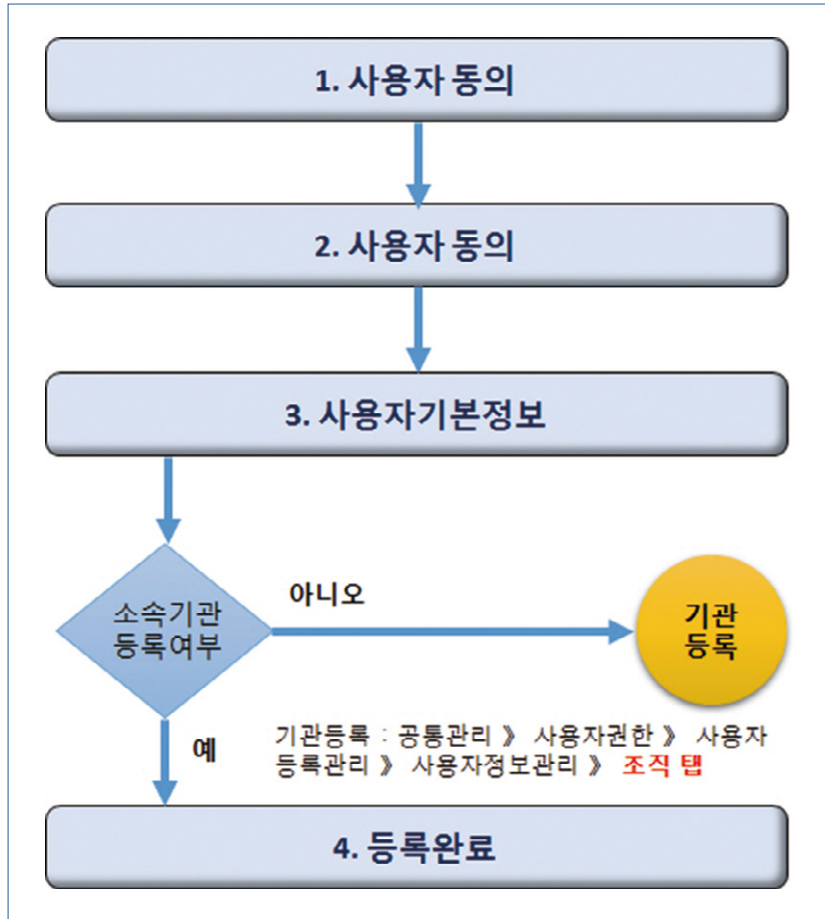 1. 사용자 동의
2. 사용자 동의
3. 사용자기본정보
소속기관
등록여부
아니오
기관
등록
예
기관등록 : 공통관리 》 사용자권한 》 사용자
등록관리 》 사용자정보관리 》 조직 탭
4. 등록완료